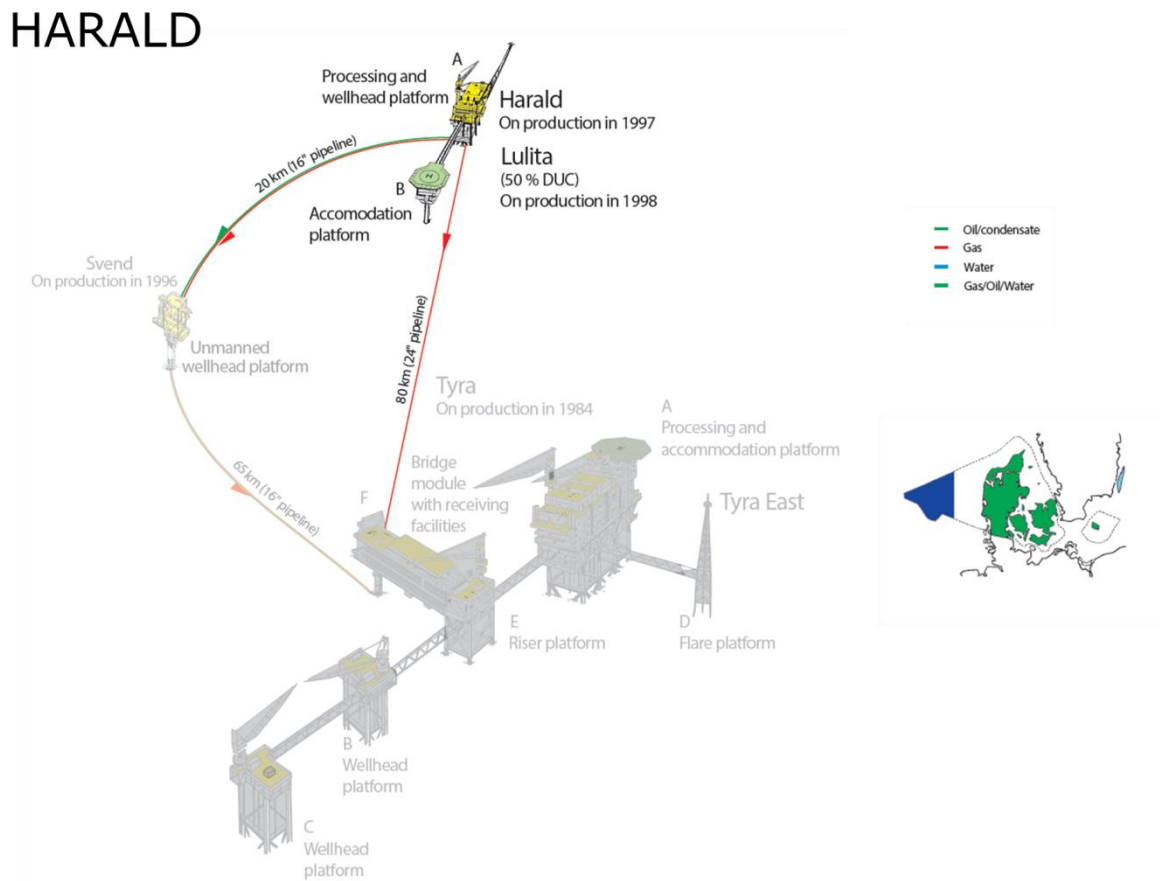 HARALD
A
Processing and
wellhead platform
Harald
On production in 1997
20 km (16" pipeline)
Lulita
(50 % DUC)
On production in 1998
H
B
Accomodation
platform
Oil/condensate
Gas
Water
Gas/Oil/Water
Svend
On production in 1996
Unmanned
wellhead platform
80 km (24" pipeline)
Tyra
On production in 1984
A
Processing and
accommodation platform
Bridge
module
with receiving
facilities
F
65 km (16" pipeline)
Tyra East
E
Riser platform
D
Flare platform
B
Wellhead
platform
C
Wellhead
platform